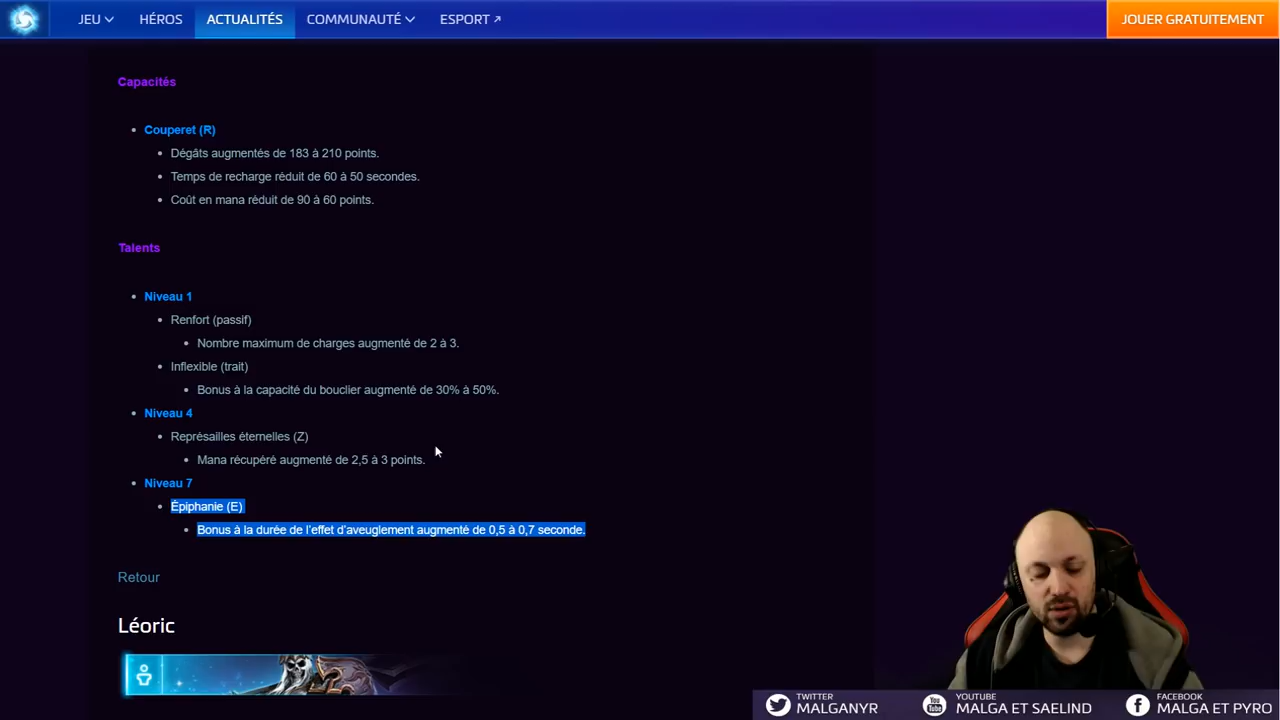 JEU HÉROS ACTUALITÉS COMMUNAUTÉ ESPORT JOUER GRATUITEMENT
Capacités
Couperet (R)
Dégâts augmentés de 183 à 210 points.
Temps de recharge réduit de 60 à 50 secondes.
Coût en mana réduit de 90 à 60 points.
Talents
Niveau 1
Renfort (passif)
Nombre maximum de charges augmenté de 2 à 3.
Inflexible (trait)
Bonus à la capacité du bouclier augmenté de 30% à 50%.
Niveau 4
Représailles éternelles (Z)
Mana récupéré augmenté de 2,5 à 3 points.
Niveau 7
Épiphanie (E)
Bonus à la durée de l'effet d'aveuglement augmenté de 0,5 à 0,7 seconde.
Retour
Léoric
TWITTER
MALGANYR
YOUTUBE
MALGA ET SAELIND
FACEBOOK
MALGA ET PYRO